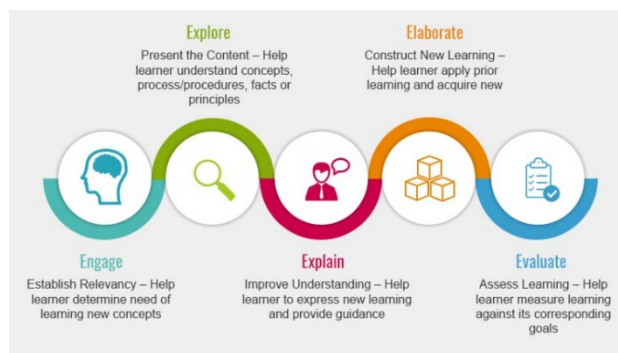 Explore
Present the Content – Help
learner understand concepts,
process/procedures, facts or
principles
Elaborate
Construct New Learning –
Help learner apply prior
learning and acquire new
Engage
Establish Relevancy – Help
learner determine need of
learning new concepts
Explain
Improve Understanding – Help
learner to express new learning
and provide guidance
Evaluate
Assess Learning – Help
learner measure learning
against its corresponding
goals